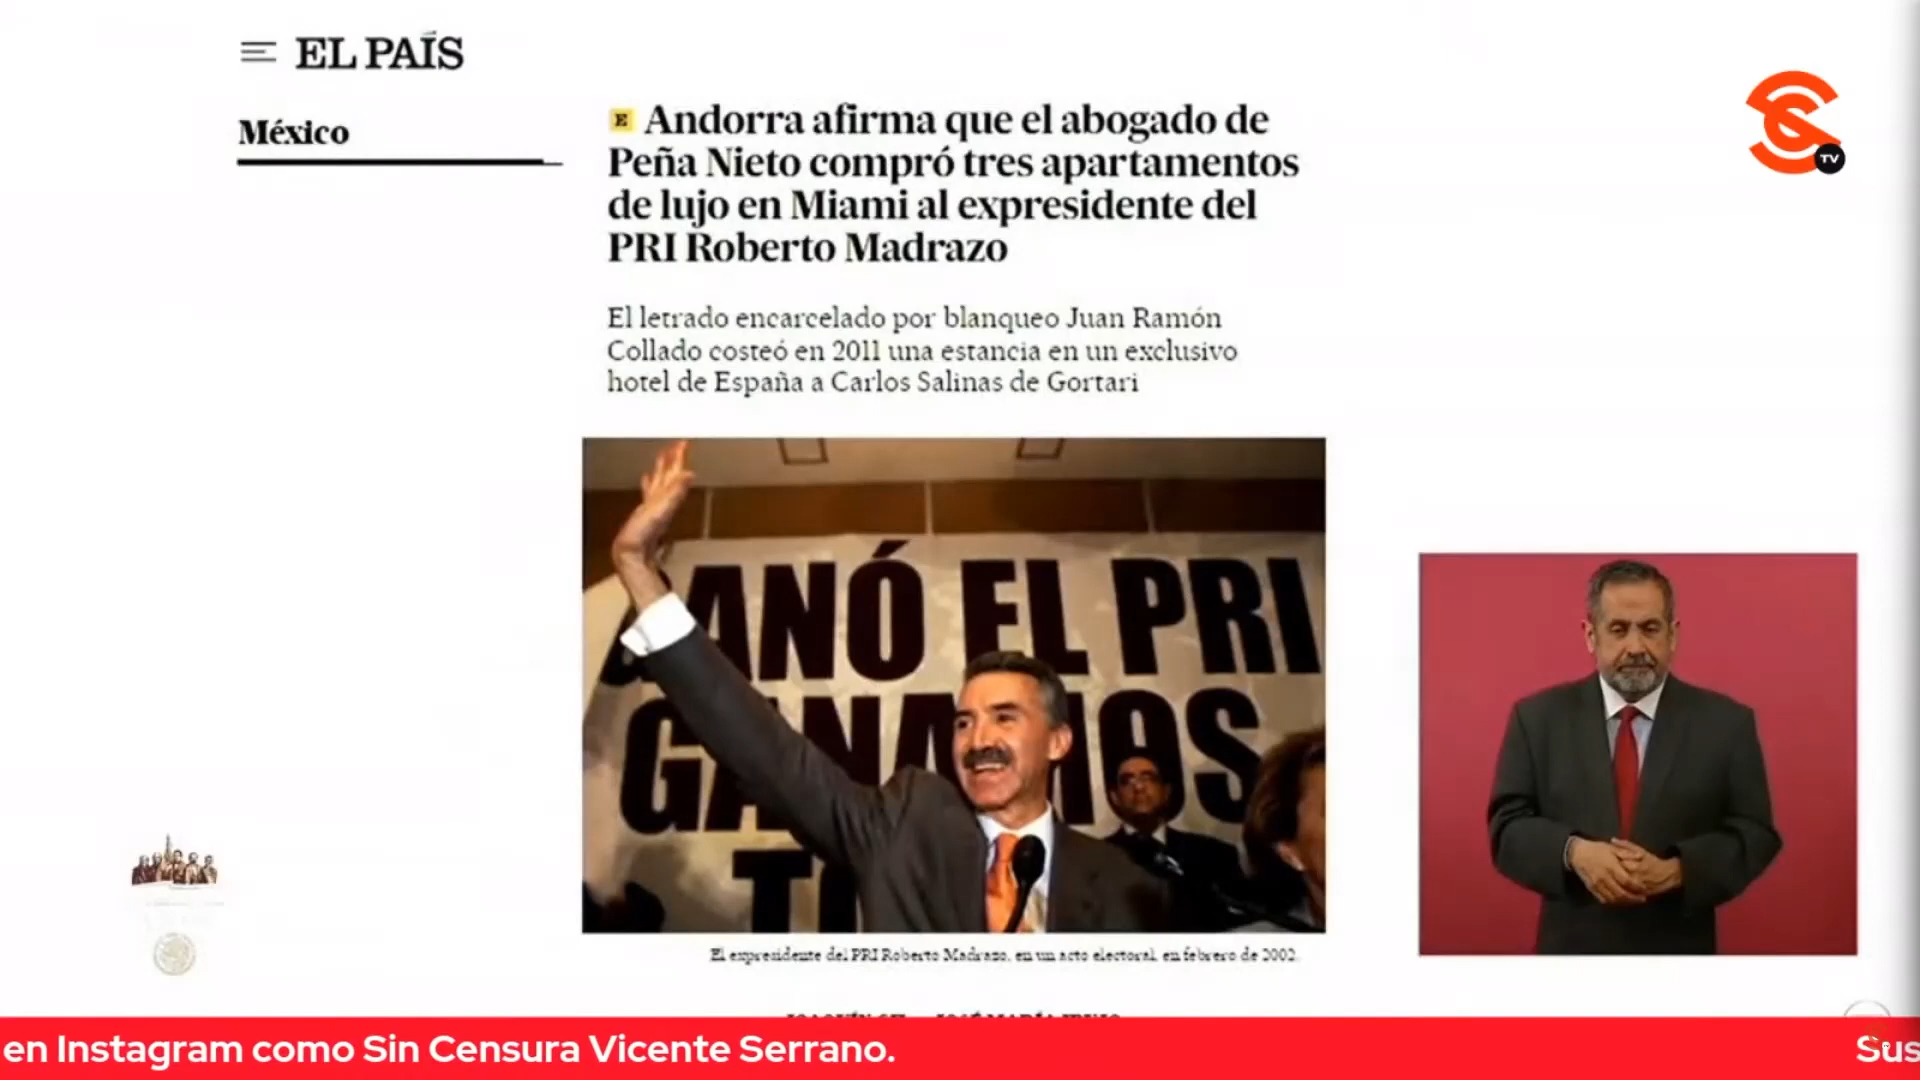 EL PAÍS
México
E Andorra afirma que el abogado de
Peña Nieto compró tres apartamentos
de lujo en Miami al expresidente del
PRI Roberto Madrazo
El letrado encarcelado por blanqueo Juan Ramón
Collado costeó en 2011 una estancia en un exclusivo
hotel de España a Carlos Salinas de Gortari
TV
ANÓ EL PRI
GANAMOS
TO
El expresidente del PRI Roberto Madrazo, en un acto electoral, en febrero de 2002.
en Instagram como Sin Censura Vicente Serrano.
Sus